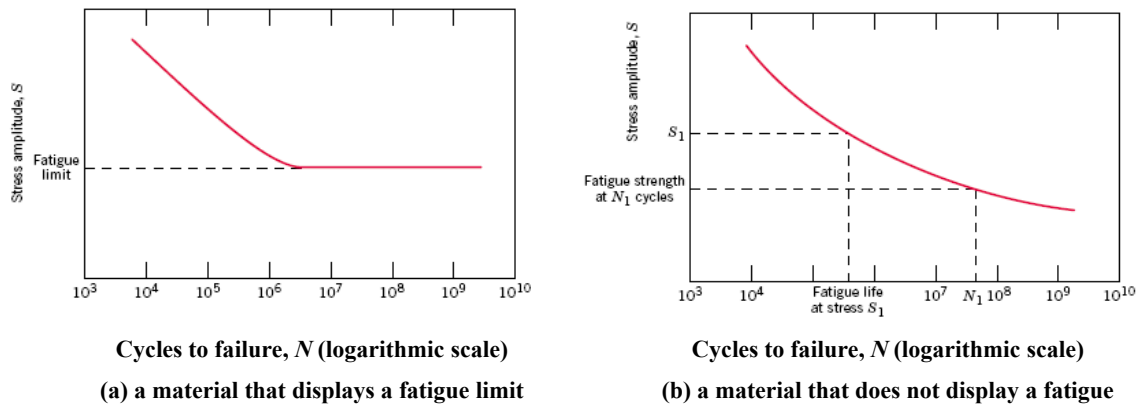 Stress amplitude, S
Fatigue
limit
10³ 10⁴ 10⁵ 10⁶ 10⁷ 10⁸ 10⁹ 10¹⁰
Cycles to failure, N (logarithmic scale)
(a) a material that displays a fatigue limit
Stress amplitude, S
S₁
Fatigue strength
at N₁ cycles
10³ 10⁴ Fatigue life 10⁷ N₁ 10⁸ 10⁹ 10¹⁰
at stress S₁
Cycles to failure, N (logarithmic scale)
(b) a material that does not display a fatigue